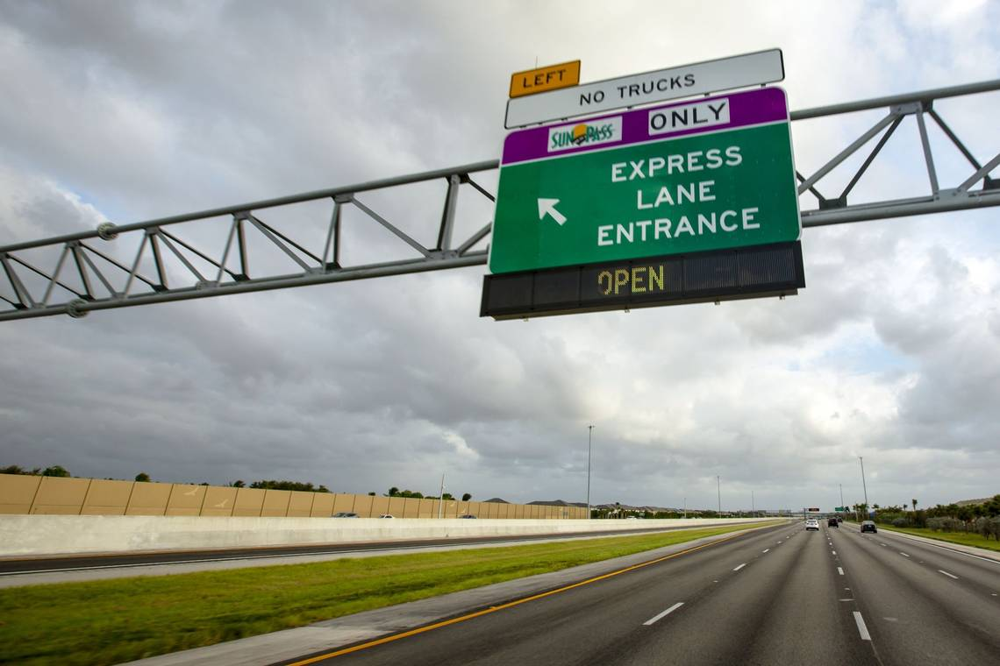 LEFT
NO TRUCKS
SUNPASS ONLY
EXPRESS
LANE
ENTRANCE
OPEN